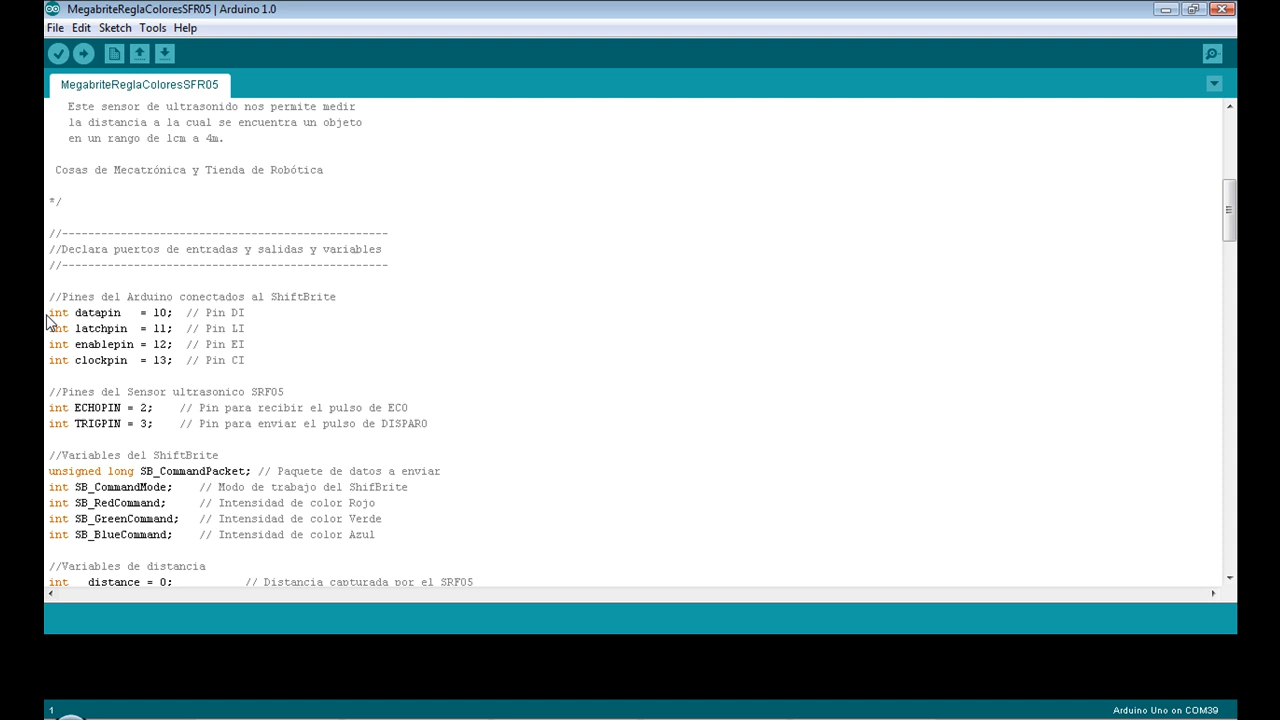 MegabriteReglaColoresSFR05 | Arduino 1.0
File Edit Sketch Tools Help
MegabriteReglaColoresSFR05
Este sensor de ultrasonido nos permite medir
la distancia a la cual se encuentra un objeto
en un rango de 1cm a 4m.
Cosas de Mecatrónica y Tienda de Robótica
*/
//--------------------------------------------------
//Declara puertos de entradas y salidas y variables
//--------------------------------------------------
//Pines del Arduino conectados al ShiftBrite
int datapin = 10; // Pin DI
int latchpin = 11; // Pin LI
int enablepin = 12; // Pin EI
int clockpin = 13; // Pin CI
//Pines del Sensor ultrasonico SRF05
int ECHOPIN = 2; // Pin para recibir el pulso de ECO
int TRIGPIN = 3; // Pin para enviar el pulso de DISPARO
//Variables del ShiftBrite
unsigned long SB_CommandPacket; // Paquete de datos a enviar
int SB_CommandMode; // Modo de trabajo del ShifBrite
int SB_RedCommand; // Intensidad de color Rojo
int SB_GreenCommand; // Intensidad de color Verde
int SB_BlueCommand; // Intensidad de color Azul
//Variables de distancia
int distance = 0; // Distancia capturada por el SRF05
1
Arduino Uno on COM39